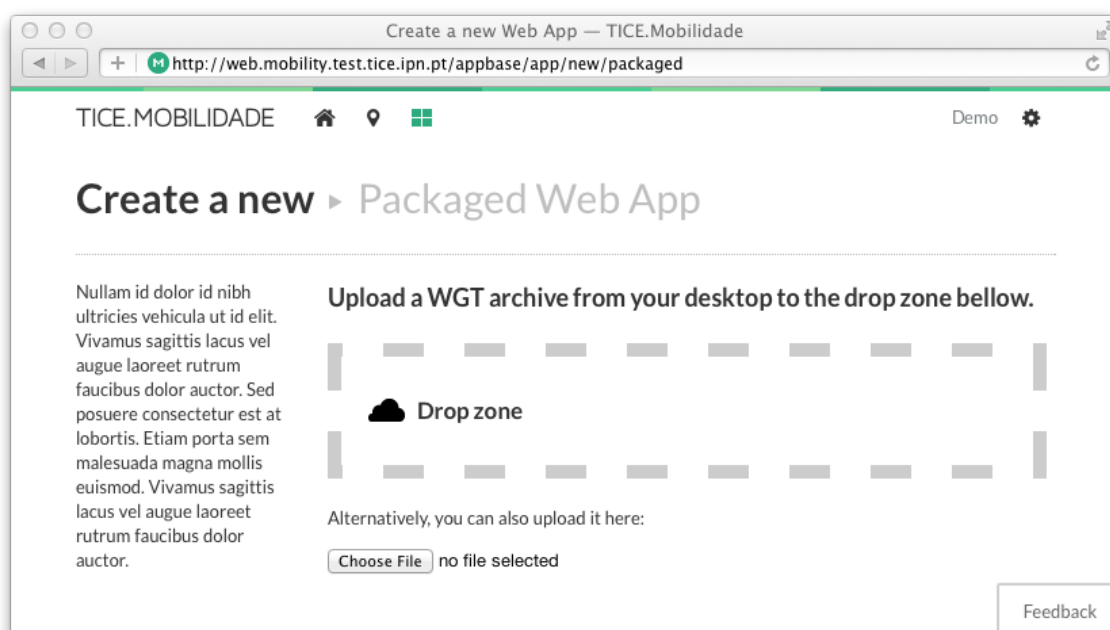 Create a new Web App — TICE.Mobilidade
http://web.mobility.test.tice.ipn.pt/appbase/app/new/packaged
TICE.MOBILIDADE
Demo
Create a new ▸ Packaged Web App
Nullam id dolor id nibh
ultricies vehicula ut id elit.
Vivamus sagittis lacus vel
augue laoreet rutrum
faucibus dolor auctor. Sed
posuere consectetur est at
lobortis. Etiam porta sem
malesuada magna mollis
euismod. Vivamus sagittis
lacus vel augue laoreet
rutrum faucibus dolor
auctor.
Upload a WGT archive from your desktop to the drop zone bellow.
Drop zone
Alternatively, you can also upload it here:
Choose File no file selected
Feedback